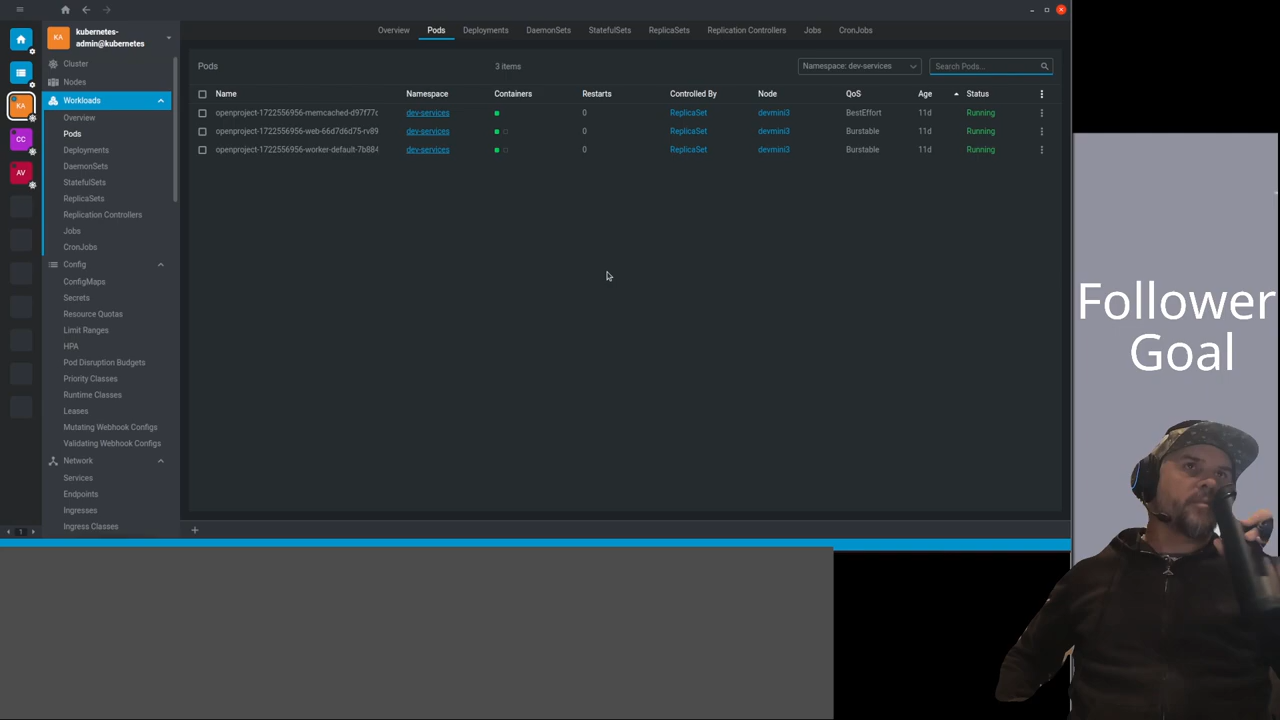 KA
kubernetes-
admin@kubernetes
Overview
Pods
Deployments
DaemonSets
StatefulSets
ReplicaSets
Replication Controllers
Jobs
CronJobs
KA
CC
AV
1
Cluster
Nodes
Workloads
Overview
Pods
Deployments
DaemonSets
StatefulSets
ReplicaSets
Replication Controllers
Jobs
CronJobs
Config
ConfigMaps
Secrets
Resource Quotas
Limit Ranges
HPA
Pod Disruption Budgets
Priority Classes
Runtime Classes
Leases
Mutating Webhook Configs
Validating Webhook Configs
Network
Services
Endpoints
Ingresses
Ingress Classes
Pods 3 items Namespace: dev-services Search Pods...
Name Namespace Containers Restarts Controlled By Node QoS Age Status
openproject-1722556956-memcached-d97f77c dev-services 0 ReplicaSet devmini3 BestEffort 11d Running
openproject-1722556956-web-66d7d6d75-rv89 dev-services 0 ReplicaSet devmini3 Burstable 11d Running
openproject-1722556956-worker-default-7b884 dev-services 0 ReplicaSet devmini3 Burstable 11d Running
Follower
Goal